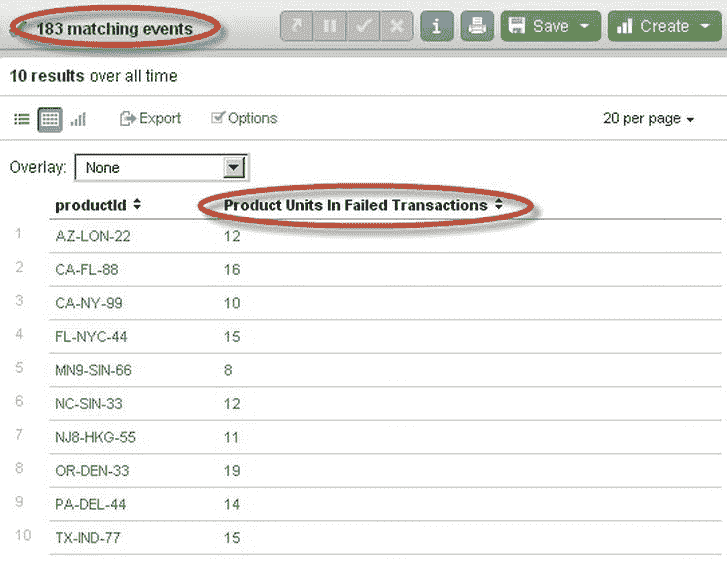 183 matching events
i
Save
Create
10 results over all time
Export
Options
20 per page
Overlay: None
productId Product Units In Failed Transactions
1 AZ-LON-22 12
2 CA-FL-88 16
3 CA-NY-99 10
4 FL-NYC-44 15
5 MN9-SIN-66 8
6 NC-SIN-33 12
7 NJ8-HKG-55 11
8 OR-DEN-33 19
9 PA-DEL-44 14
10 TX-IND-77 15